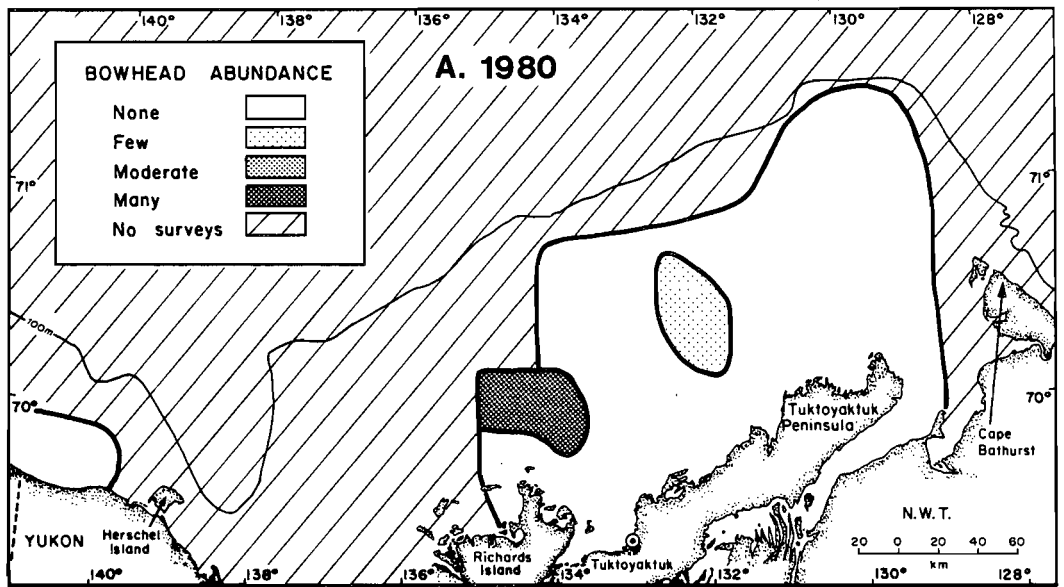 140° 138° 136° 134° 132° 130° 128°
A. 1980
BOWHEAD ABUNDANCE
None
Few
Moderate
Many
No surveys
71° 71°
100m
70° 70°
Tuktoyaktuk
Peninsula
Cape
Bathurst
YUKON
Herschel
Island
Richards
Island
Tuktoyaktuk
N.W.T.
20 0 20 40 60
km
140° 138° 136° 134° 132° 130° 128°